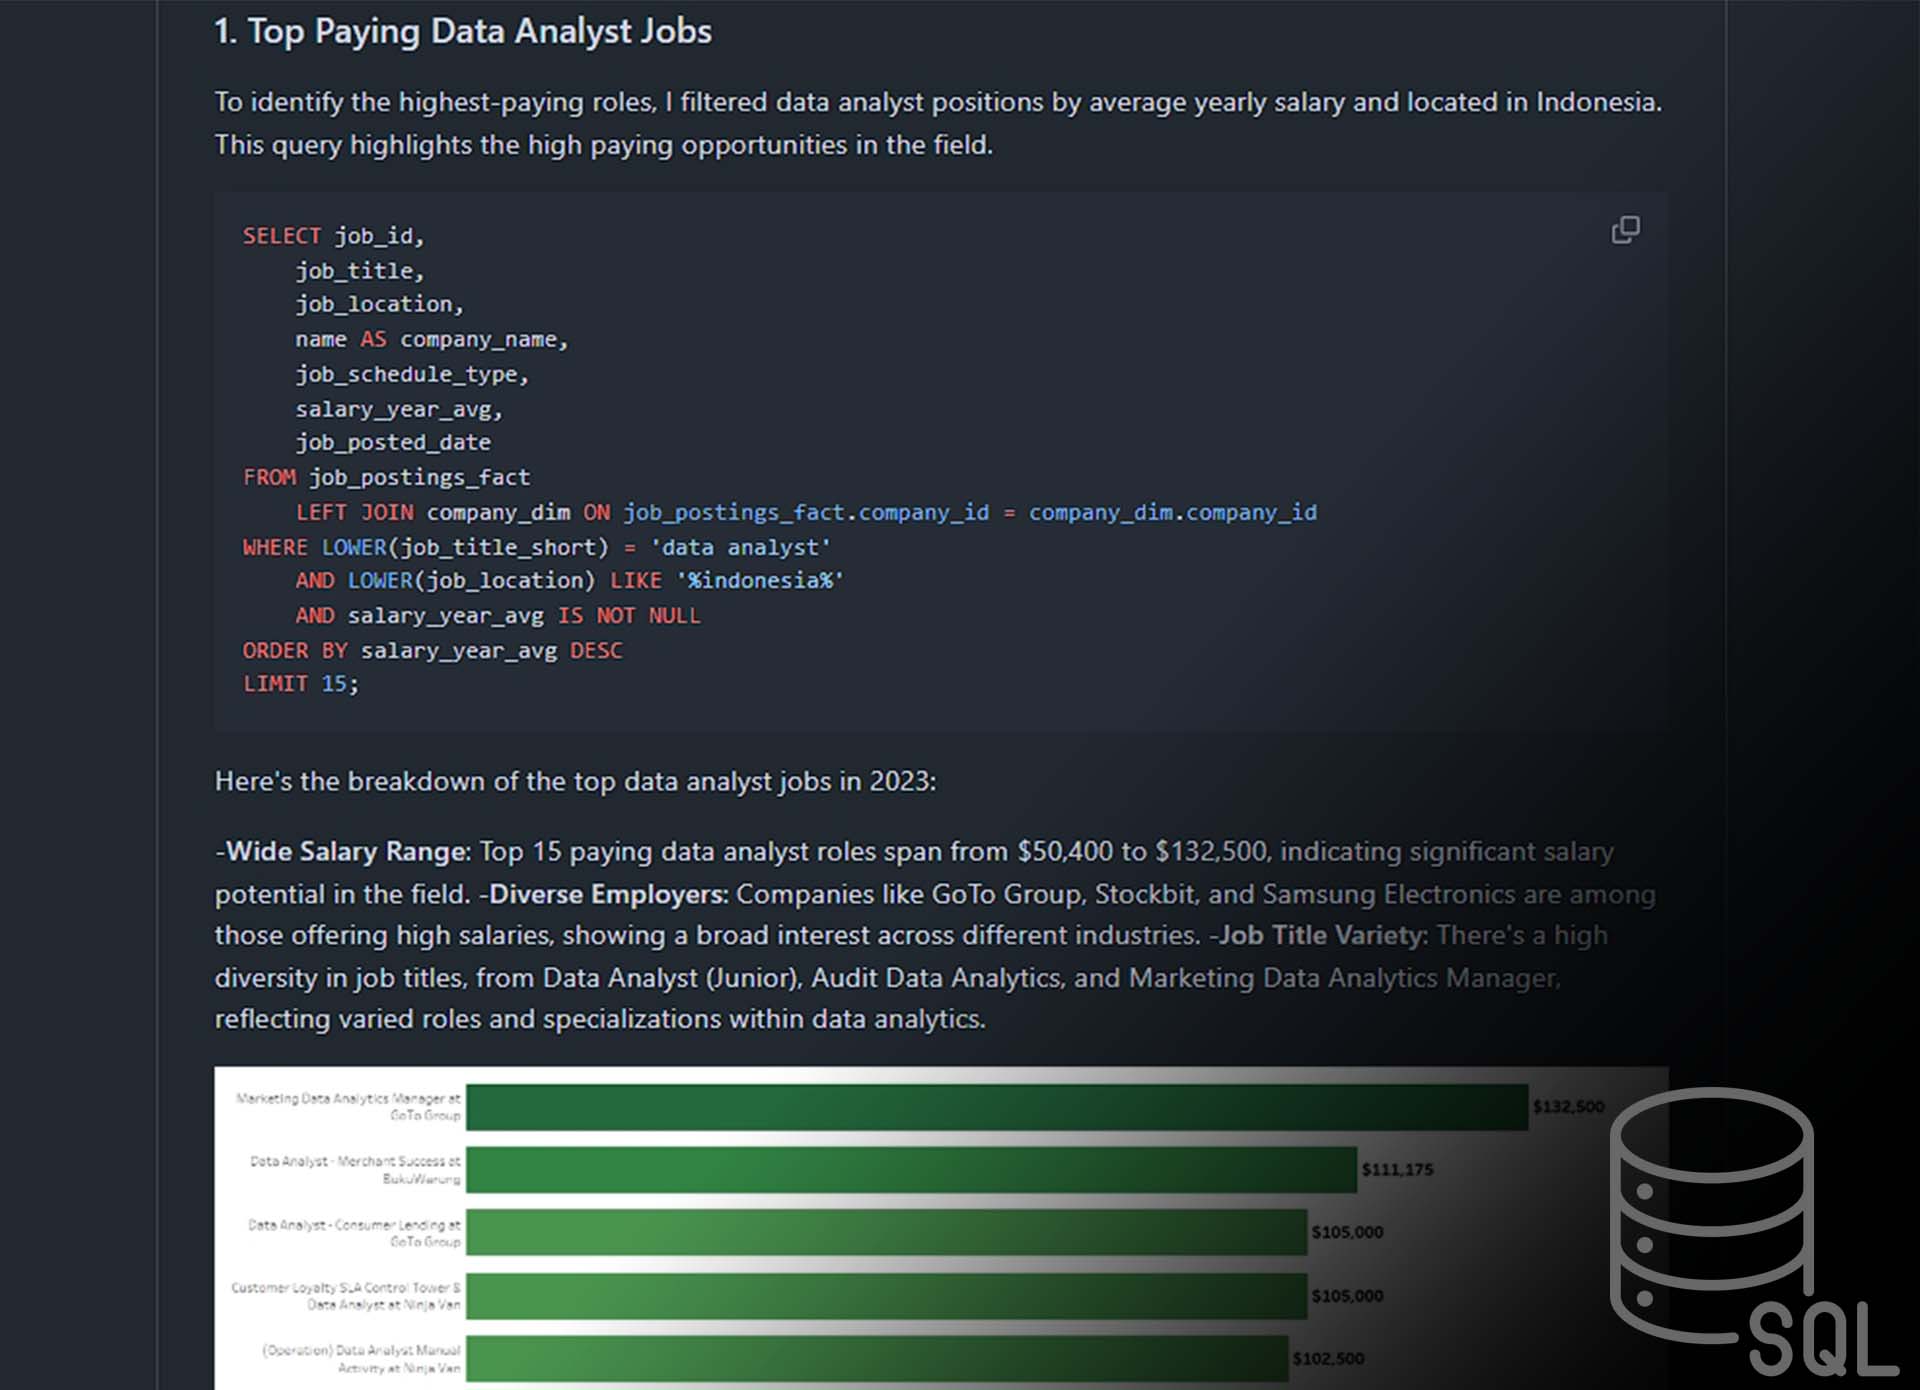 1. Top Paying Data Analyst Jobs
To identify the highest-paying roles, I filtered data analyst positions by average yearly salary and located in Indonesia.
This query highlights the high paying opportunities in the field.
SELECT job_id,
job_title,
job_location,
name AS company_name,
job_schedule_type,
salary_year_avg,
job_posted_date
FROM job_postings_fact
LEFT JOIN company_dim ON job_postings_fact.company_id = company_dim.company_id
WHERE LOWER(job_title_short) = 'data analyst'
AND LOWER(job_location) LIKE '%indonesia%'
AND salary_year_avg IS NOT NULL
ORDER BY salary_year_avg DESC
LIMIT 15;
Here's the breakdown of the top data analyst jobs in 2023:
-Wide Salary Range: Top 15 paying data analyst roles span from $50,400 to $132,500, indicating significant salary
potential in the field. -Diverse Employers: Companies like GoTo Group, Stockbit, and Samsung Electronics are among
those offering high salaries, showing a broad interest across different industries. -Job Title Variety: There's a high
diversity in job titles, from Data Analyst (Junior), Audit Data Analytics, and Marketing Data Analytics Manager,
reflecting varied roles and specializations within data analytics.
Marketing Data Analytics Manager at
GoTo Group
$132,500
Data Analyst - Merchant Success at
BukuWarung
$111,175
Data Analyst - Consumer Lending at
GoTo Group
$105,000
Customer Loyalty SLA Control Tower &
Data Analyst at Ninja Van
$105,000
(Operation) Data Analyst Manual
Activity at Ninja Van
$102,500
SQL